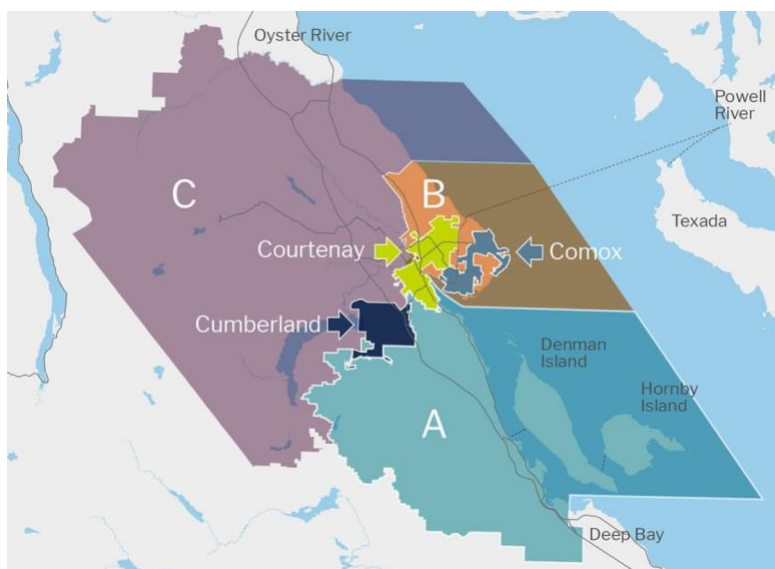 Oyster River
Powell
River
C
B
Texada
Courtenay
Comox
Cumberland
Denman
Island
Hornby
Island
A
Deep Bay